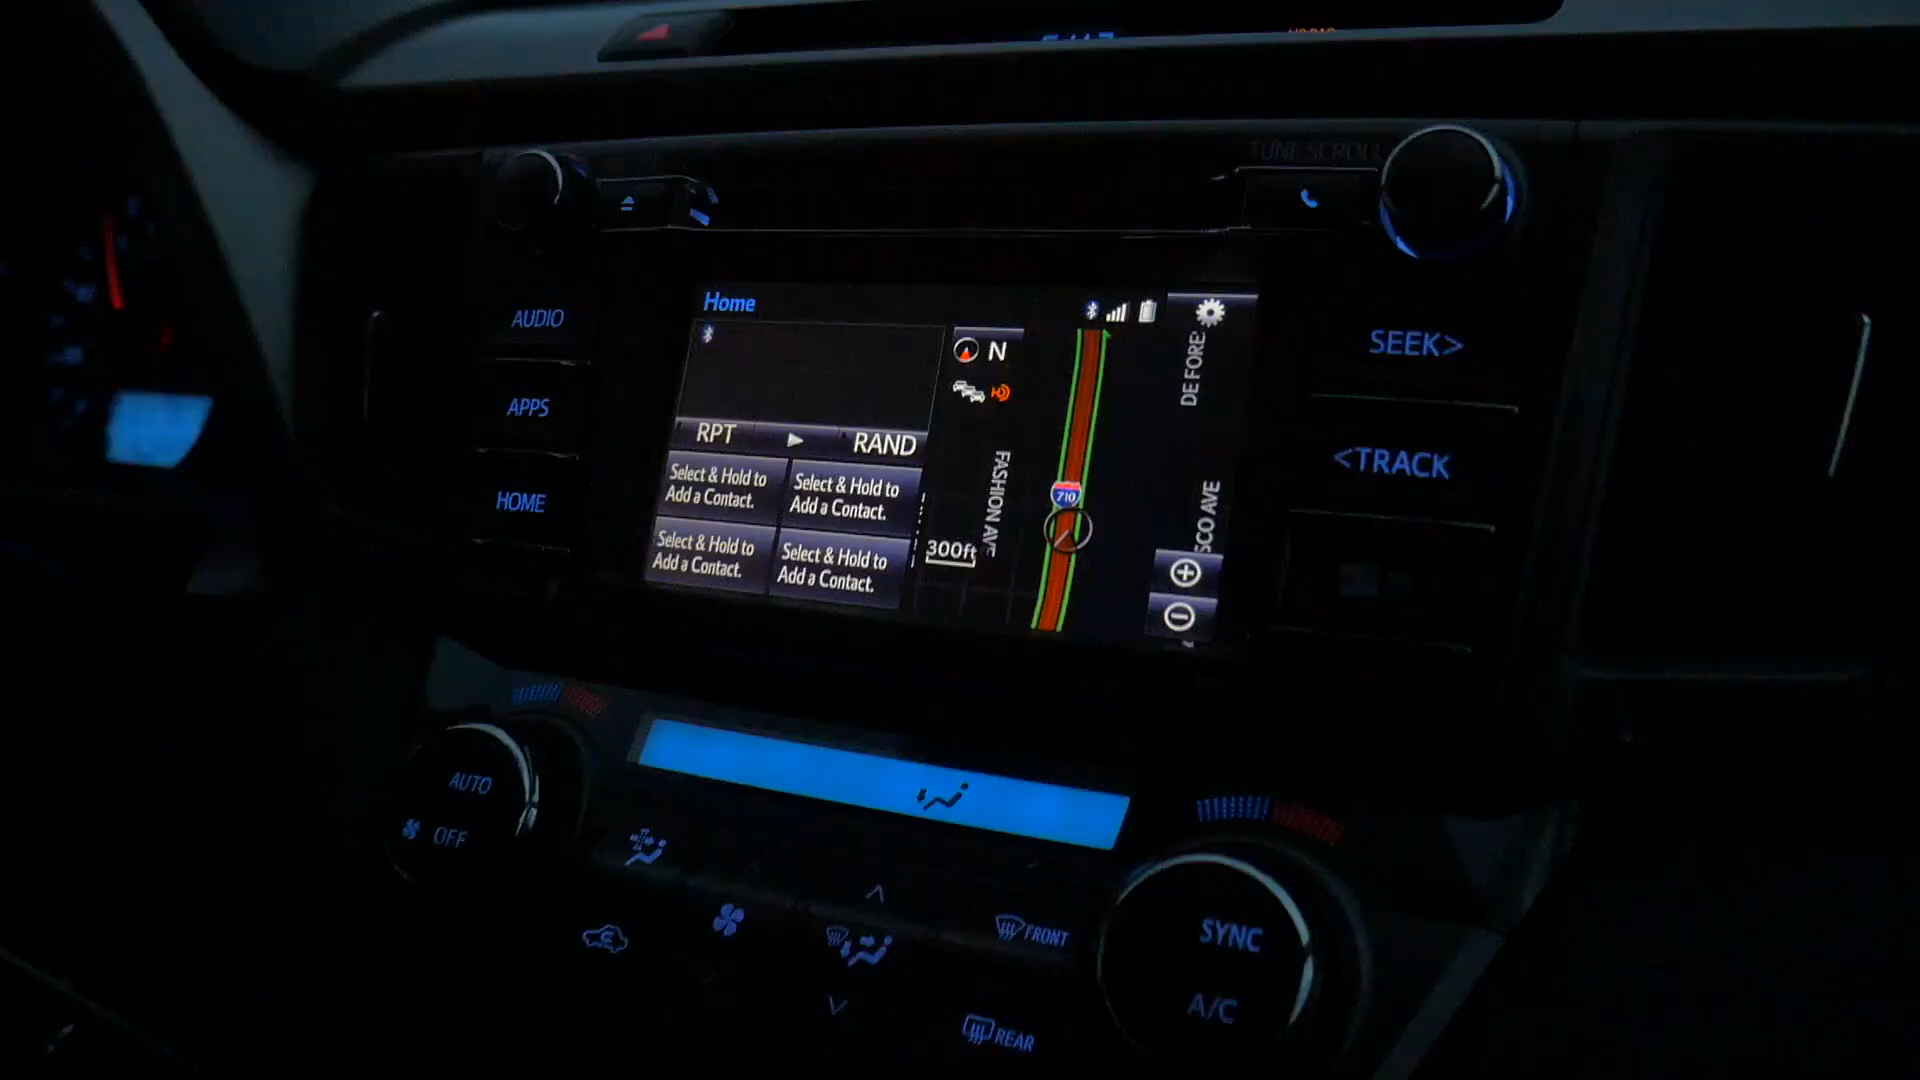 TUNE·SCROLL
AUDIO
APPS
HOME
Home
RPT
RAND
Select & Hold to
Add a Contact.
Select & Hold to
Add a Contact.
Select & Hold to
Add a Contact.
Select & Hold to
Add a Contact.
N
FASHION AVE
300ft
710
DE FORE
SCO AVE
SEEK>
<TRACK
AUTO
OFF
FRONT
REAR
SYNC
A/C